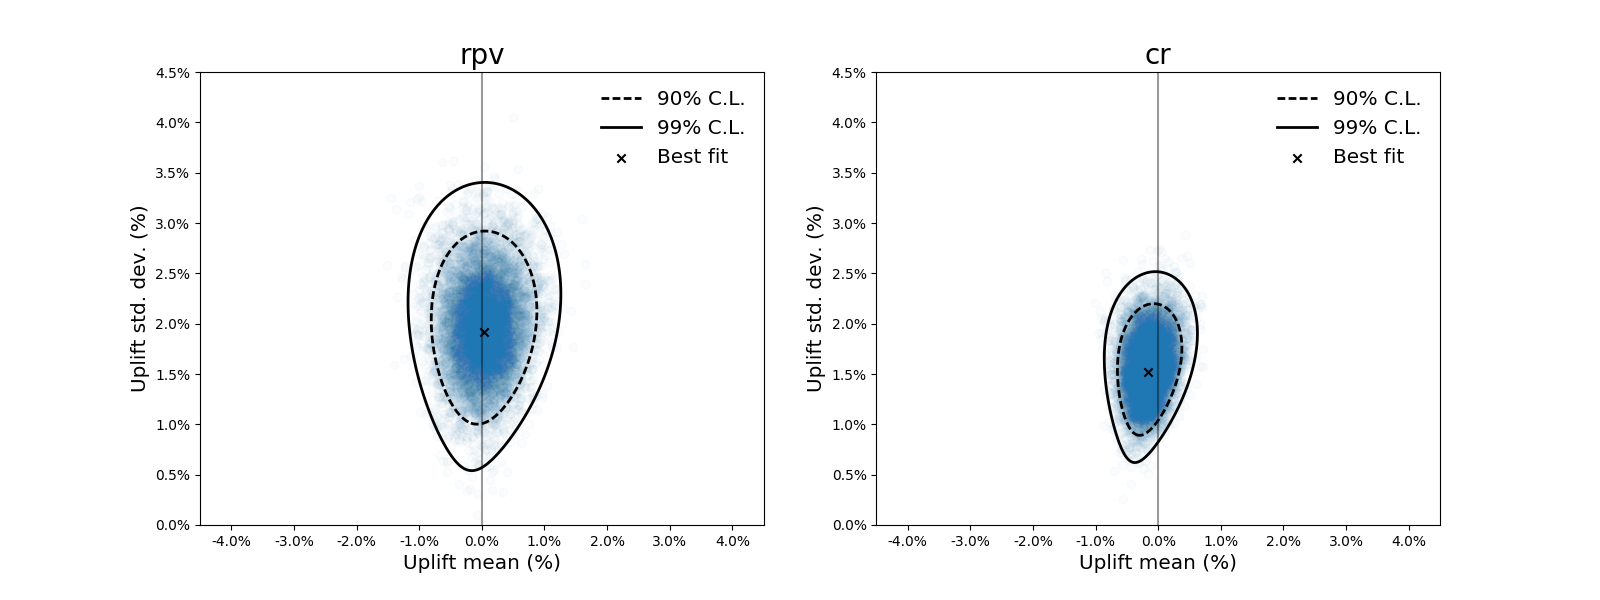 rpv
4.5%
4.0%
3.5%
3.0%
2.5%
2.0%
1.5%
1.0%
0.5%
0.0%
Uplift std. dev. (%)
90% C.L.
99% C.L.
Best fit
-4.0% -3.0% -2.0% -1.0% 0.0% 1.0% 2.0% 3.0% 4.0%
Uplift mean (%)
cr
4.5%
4.0%
3.5%
3.0%
2.5%
2.0%
1.5%
1.0%
0.5%
0.0%
Uplift std. dev. (%)
90% C.L.
99% C.L.
Best fit
-4.0% -3.0% -2.0% -1.0% 0.0% 1.0% 2.0% 3.0% 4.0%
Uplift mean (%)